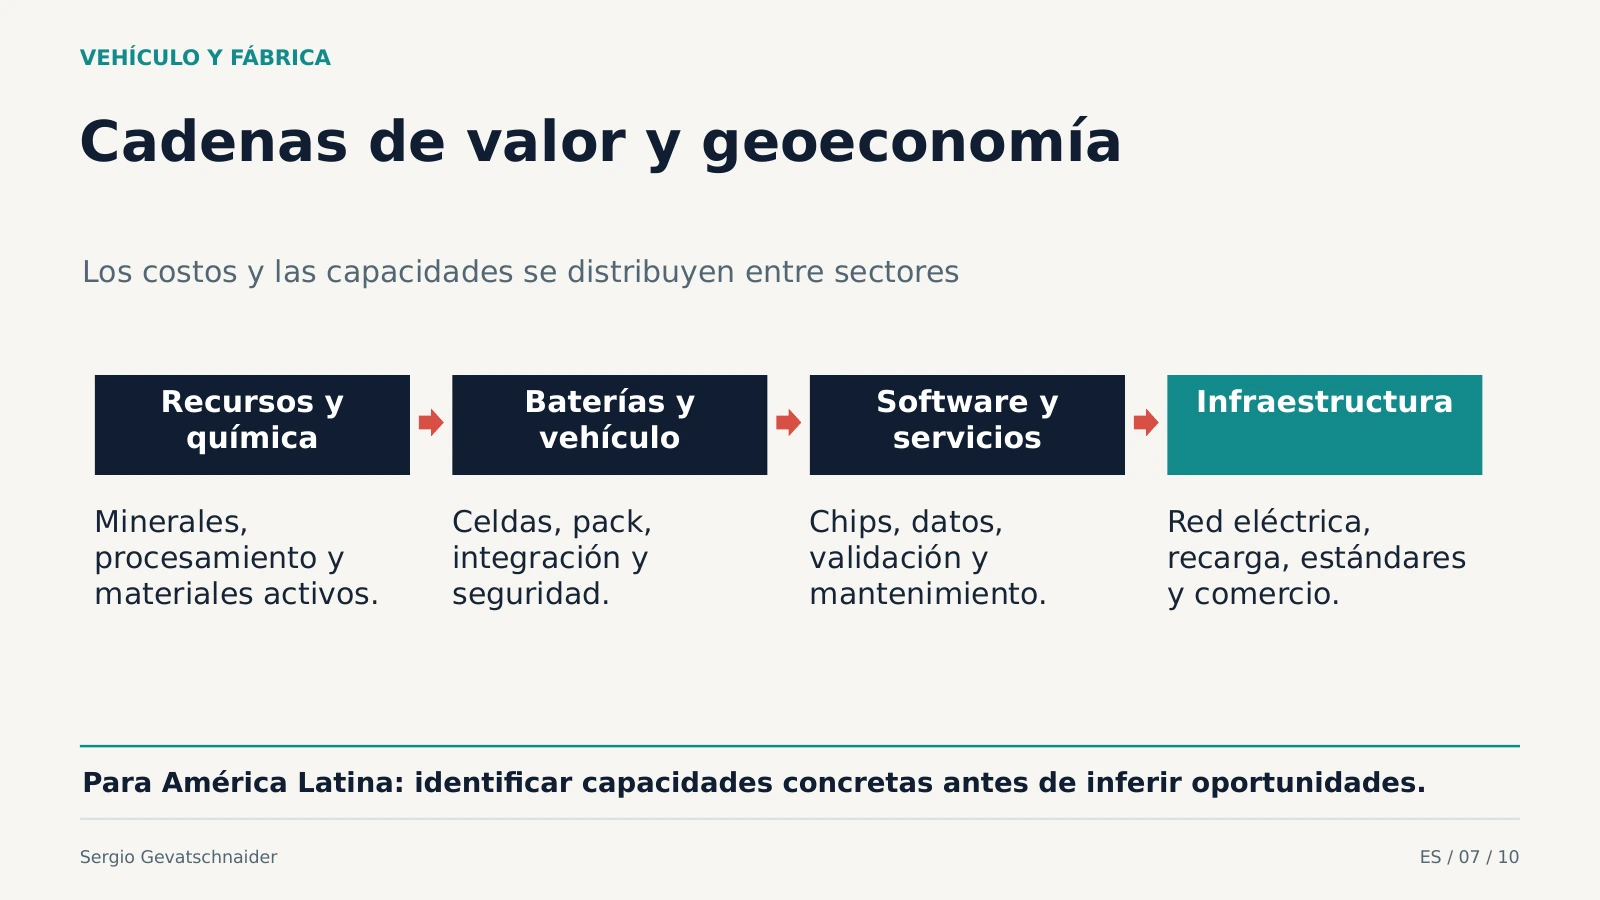 VEHÍCULO Y FÁBRICA
Cadenas de valor y geoeconomía
Los costos y las capacidades se distribuyen entre sectores
Recursos y
química
Minerales,
procesamiento y
materiales activos.
Baterías y
vehículo
Celdas, pack,
integración y
seguridad.
Software y
servicios
Chips, datos,
validación y
mantenimiento.
Infraestructura
Red eléctrica,
recarga, estándares
y comercio.
Para América Latina: identificar capacidades concretas antes de inferir oportunidades.
Sergio Gevatschnaider
ES / 07 / 10